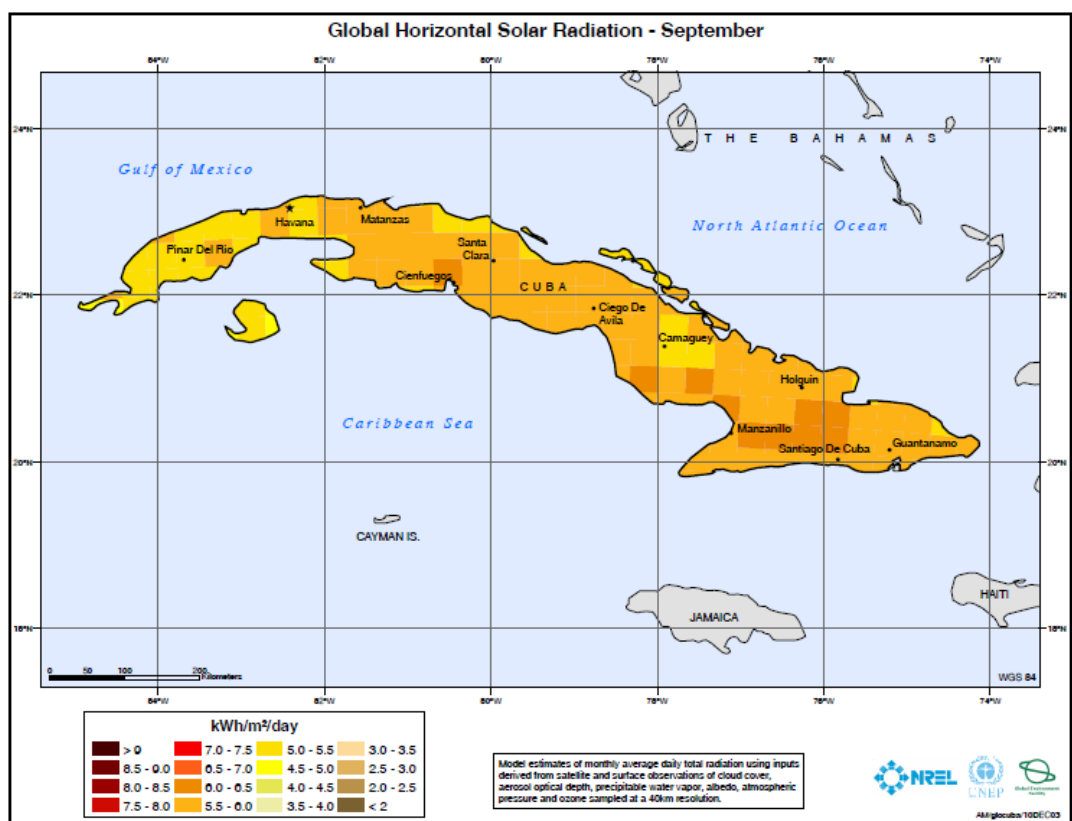 Global Horizontal Solar Radiation - September
84°W 82°W 80°W 78°W 76°W 74°W
24°N 24°N
THE BAHAMAS
Gulf of Mexico
North Atlantic Ocean
Havana
Matanzas
Pinar Del Rio
Santa
Clara
Cienfuegos
CUBA
22°N 22°N
Ciego De
Avila
Camaguey
Holguin
Caribbean Sea
Manzanillo
Guantanamo
Santiago De Cuba
20°N 20°N
CAYMAN IS.
HAITI
JAMAICA
18°N 18°N
0 50 100 200
Kilometers
WGS 84
84°W 82°W 80°W 78°W 76°W 74°W
kWh/m²/day
> 9 7.0 - 7.5 5.0 - 5.5 3.0 - 3.5
8.5 - 9.0 6.5 - 7.0 4.5 - 5.0 2.5 - 3.0
8.0 - 8.5 6.0 - 6.5 4.0 - 4.5 2.0 - 2.5
7.5 - 8.0 5.5 - 6.0 3.5 - 4.0 < 2
Model estimates of monthly average daily total radiation using inputs
derived from satellite and surface observations of cloud cover,
aerosol optical depth, precipitable water vapor, albedo, atmospheric
pressure and ozone sampled at a 40km resolution.
NREL
UNEP
Global Environment
Facility